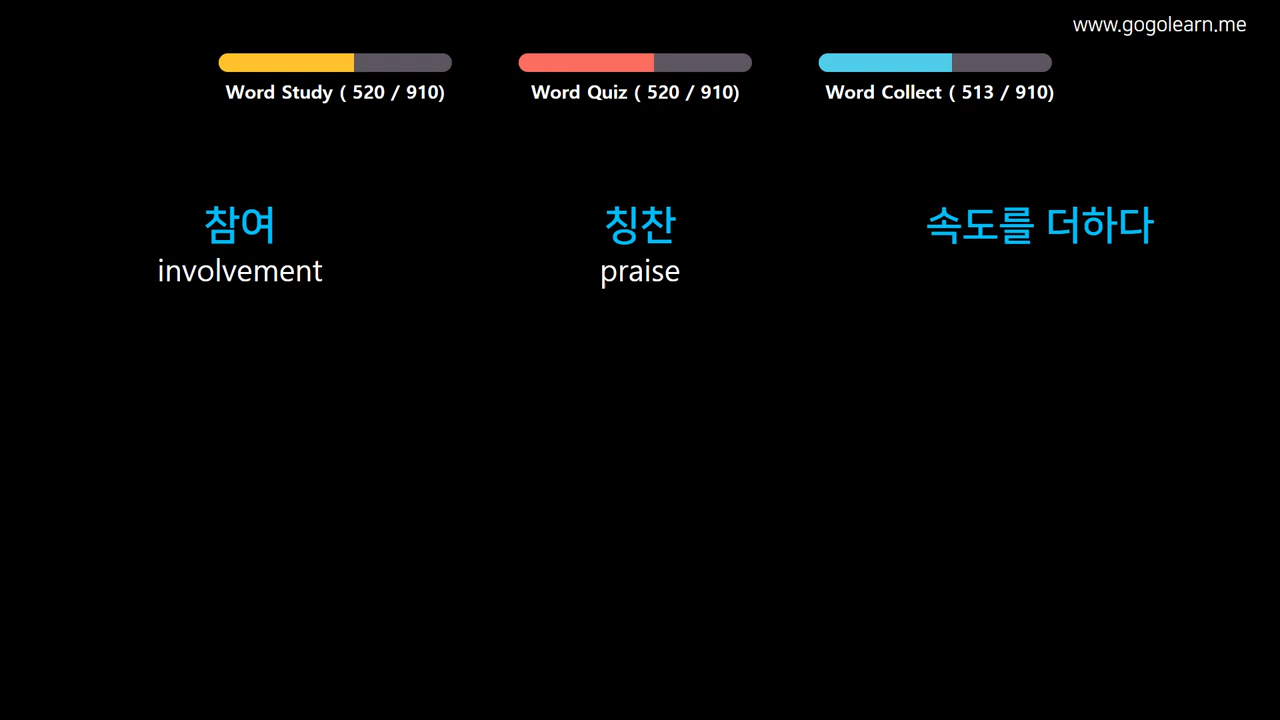 www.gogolearn.me
Word Study ( 520 / 910)
Word Quiz ( 520 / 910)
Word Collect ( 513 / 910)
참여
involvement
칭찬
praise
속도를 더하다